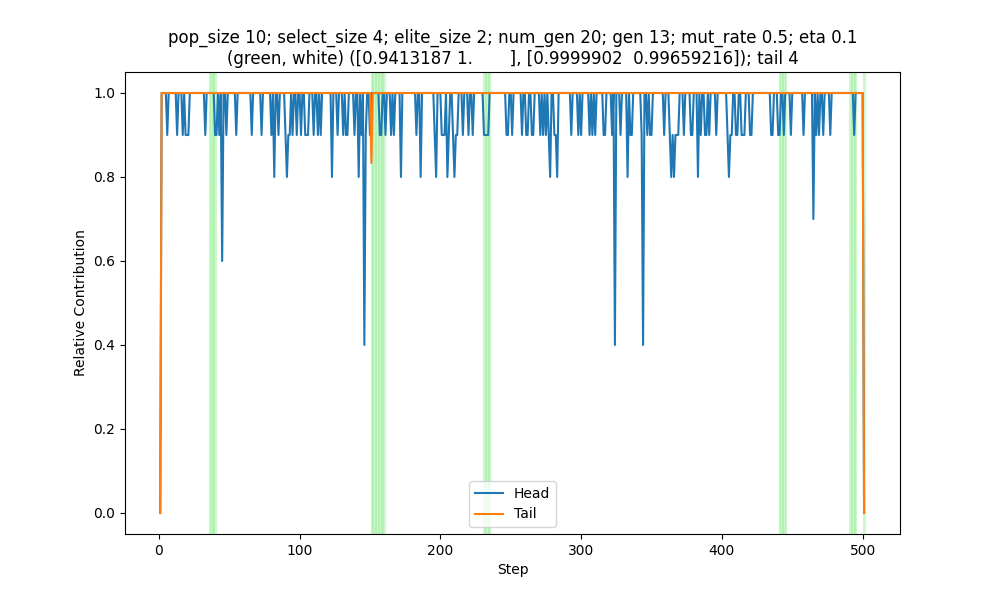 pop_size 10; select_size 4; elite_size 2; num_gen 20; gen 13; mut_rate 0.5; eta 0.1
(green, white) ([0.9413187 1.        ], [0.9999902  0.99659216]); tail 4
Relative Contribution
1.0
0.8
0.6
0.4
0.2
0.0
Head
Tail
0 100 200 300 400 500
Step